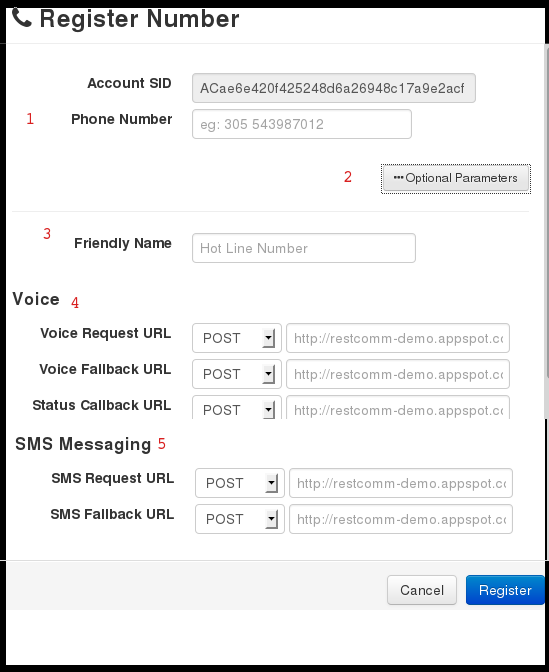 Register Number
Account SID ACae6e420f425248d6a26948c17a9e2acf
1 Phone Number eg: 305 543987012
2 Optional Parameters
3 Friendly Name Hot Line Number
Voice 4
Voice Request URL POST http://restcomm-demo.appspot.co
Voice Fallback URL POST http://restcomm-demo.appspot.co
Status Callback URL POST http://restcomm-demo.appspot.co
SMS Messaging 5
SMS Request URL POST http://restcomm-demo.appspot.co
SMS Fallback URL POST http://restcomm-demo.appspot.co
Cancel Register